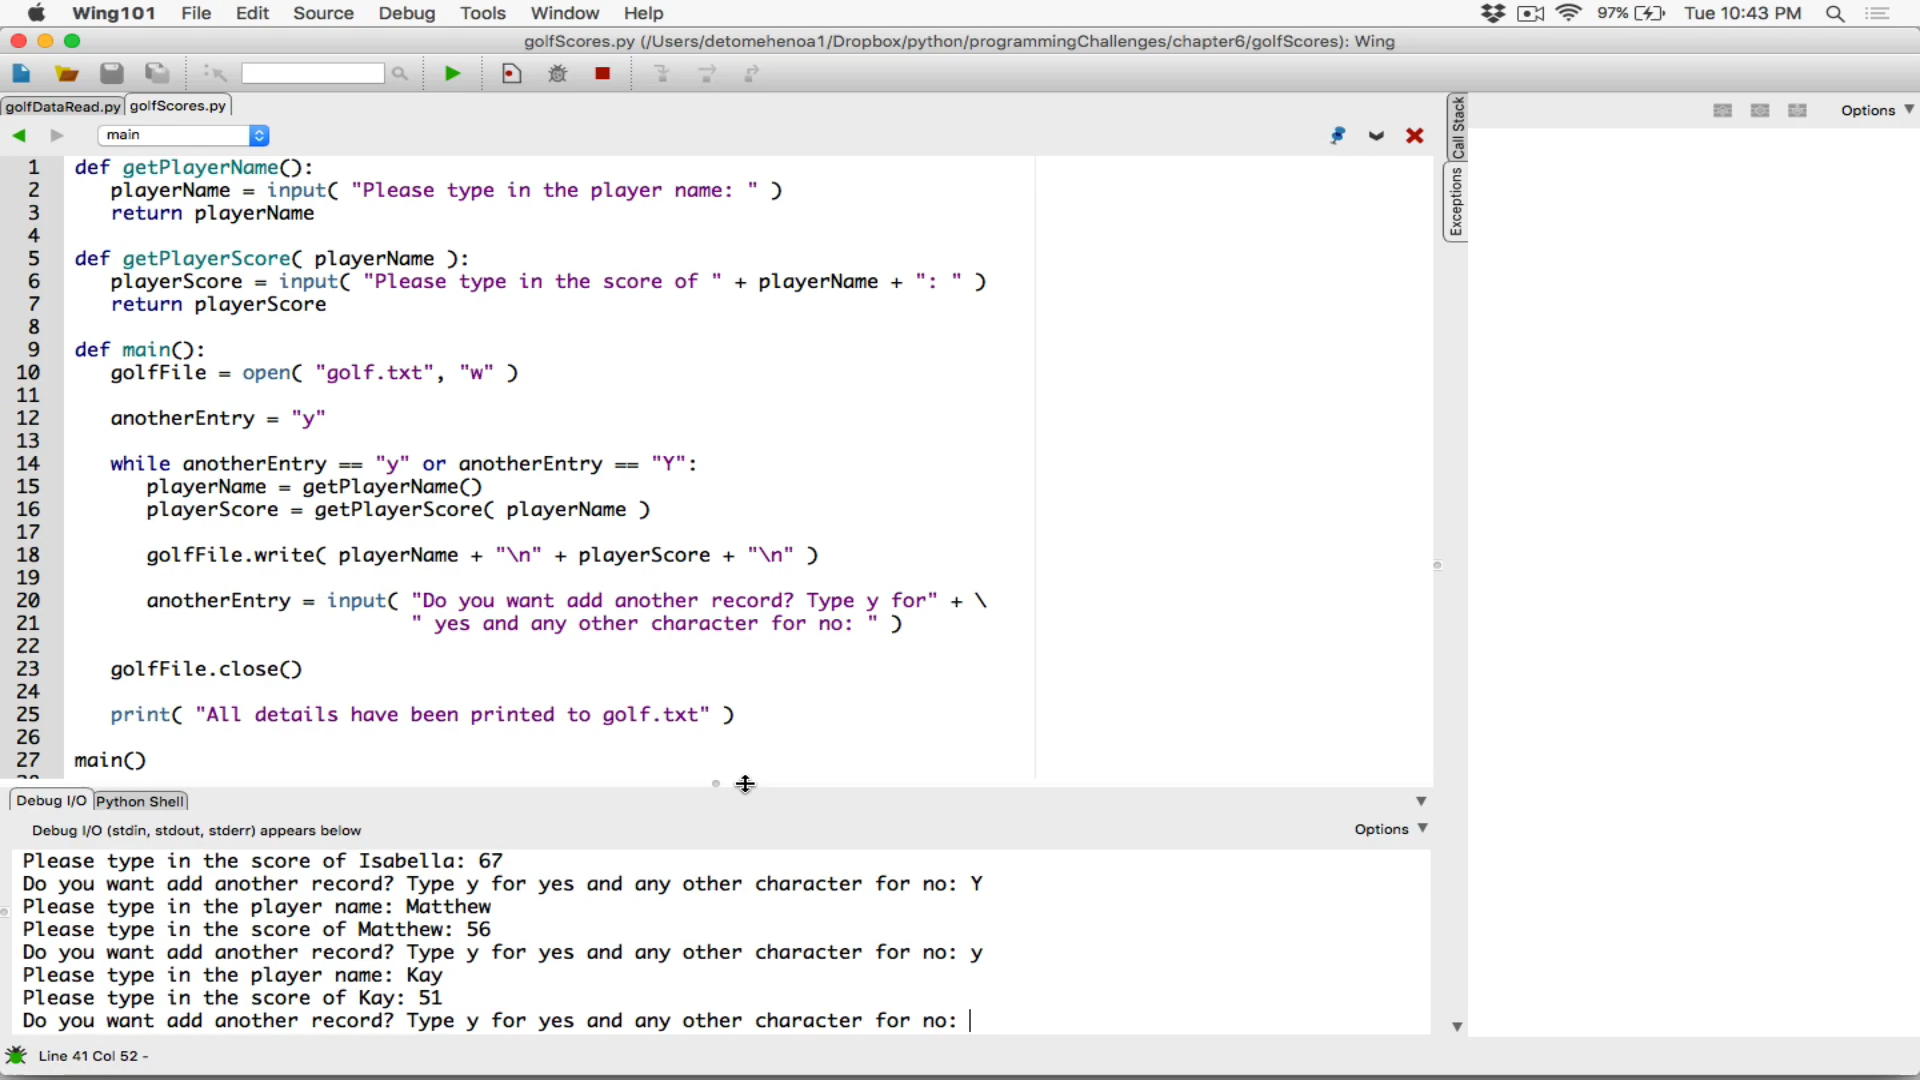 Wing101 File Edit Source Debug Tools Window Help 97% Tue 10:43 PM
golfScores.py (/Users/detomehenoa1/Dropbox/python/programmingChallenges/chapter6/golfScores): Wing
golfDataRead.py golfScores.py
main
Options
Call Stack
Exceptions
1 def getPlayerName():
2 playerName = input( "Please type in the player name: " )
3 return playerName
4
5 def getPlayerScore( playerName ):
6 playerScore = input( "Please type in the score of " + playerName + ": " )
7 return playerScore
8
9 def main():
10 golfFile = open( "golf.txt", "w" )
11
12 anotherEntry = "y"
13
14 while anotherEntry == "y" or anotherEntry == "Y":
15 playerName = getPlayerName()
16 playerScore = getPlayerScore( playerName )
17
18 golfFile.write( playerName + "\n" + playerScore + "\n" )
19
20 anotherEntry = input( "Do you want add another record? Type y for" + \
21 " yes and any other character for no: " )
22
23 golfFile.close()
24
25 print( "All details have been printed to golf.txt" )
26
27 main()
Debug I/O Python Shell
Debug I/O (stdin, stdout, stderr) appears below
Options
Please type in the score of Isabella: 67
Do you want add another record? Type y for yes and any other character for no: Y
Please type in the player name: Matthew
Please type in the score of Matthew: 56
Do you want add another record? Type y for yes and any other character for no: y
Please type in the player name: Kay
Please type in the score of Kay: 51
Do you want add another record? Type y for yes and any other character for no:
Line 41 Col 52 -